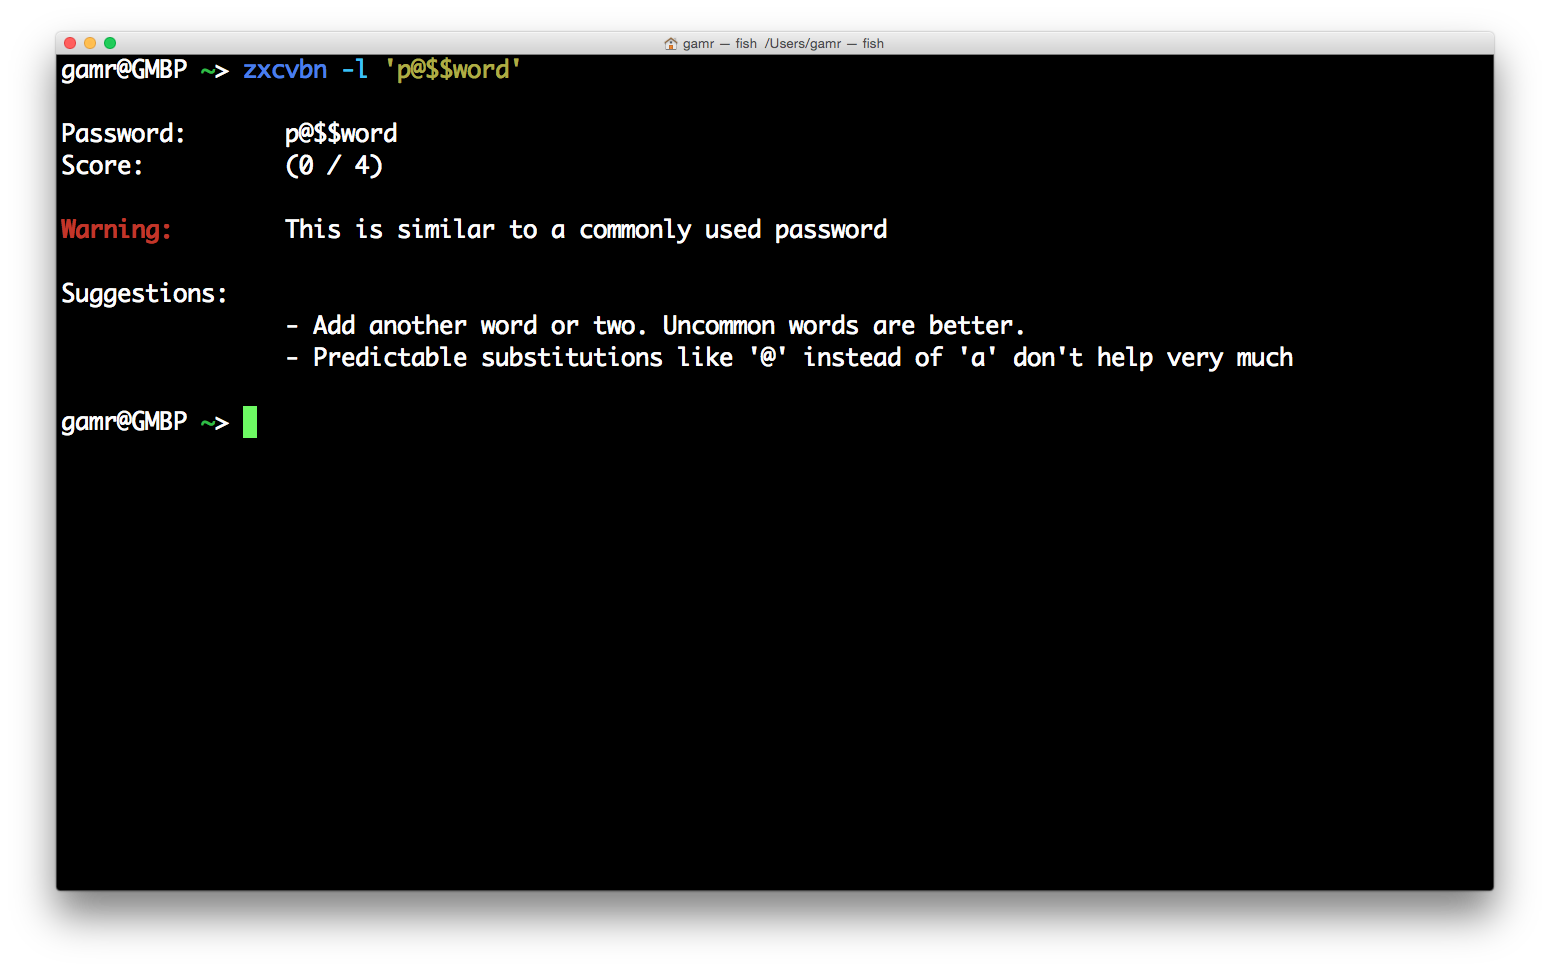 gamr — fish  /Users/gamr — fish
gamr@GMBP ~> zxcvbn -l 'p@$$word'
Password:        p@$$word
Score:           (0 / 4)
Warning:         This is similar to a commonly used password
Suggestions:
- Add another word or two. Uncommon words are better.
- Predictable substitutions like '@' instead of 'a' don't help very much
gamr@GMBP ~>